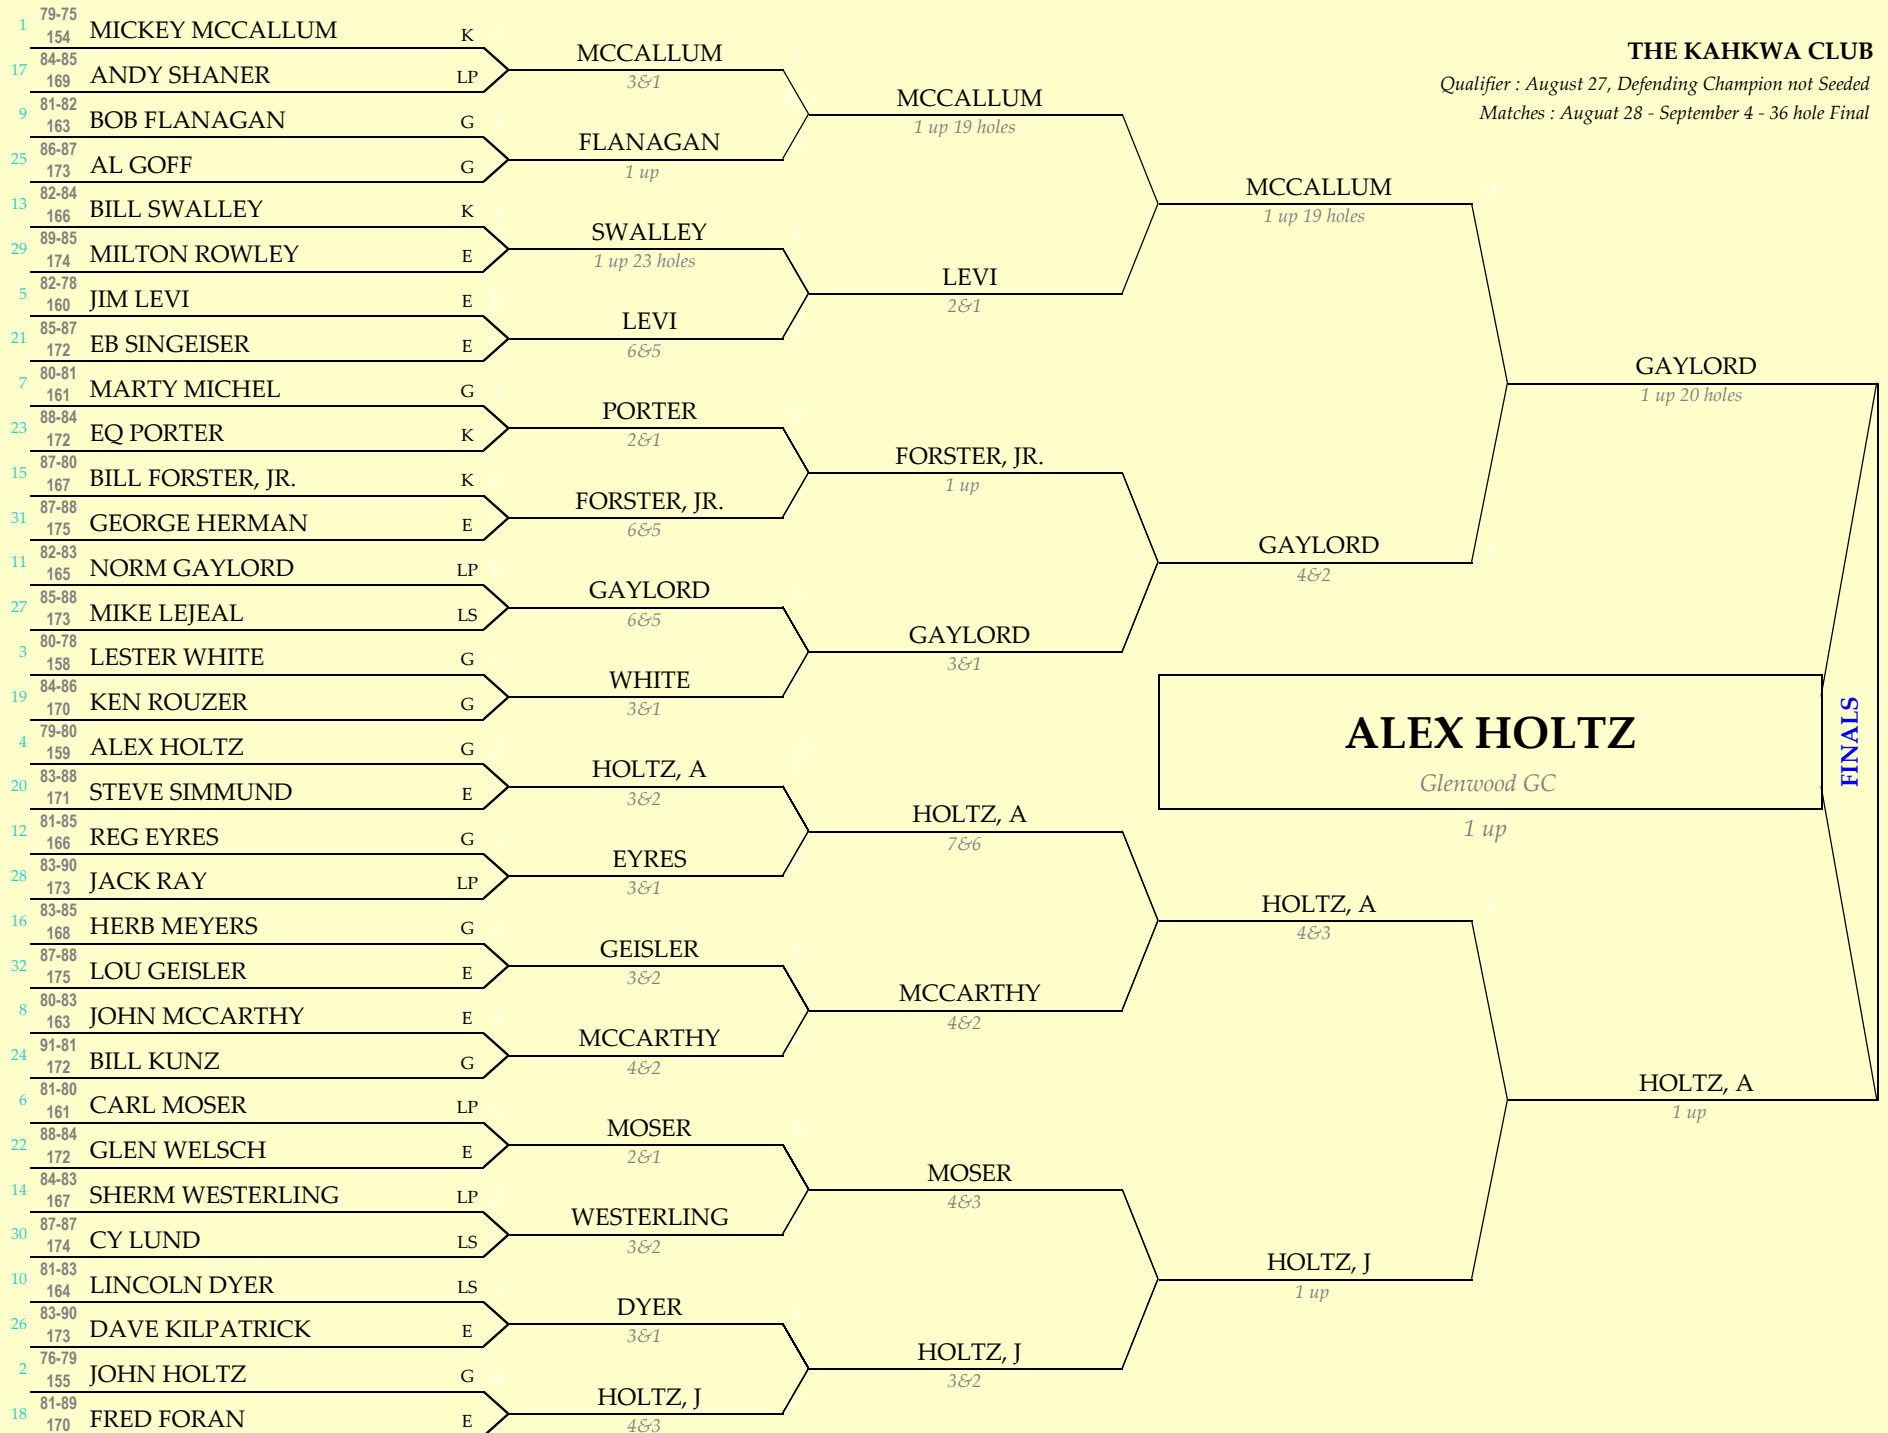 THE KAHKWA CLUB
Qualifier : August 27, Defending Champion not Seeded
Matches : Auguat 28 - September 4 - 36 hole Final
1 79-75 154 MICKEY MCCALLUM K
17 84-85 169 ANDY SHANER LP
9 81-82 163 BOB FLANAGAN G
25 86-87 173 AL GOFF G
13 82-84 166 BILL SWALLEY K
29 89-85 174 MILTON ROWLEY E
5 82-78 160 JIM LEVI E
21 85-87 172 EB SINGEISER E
7 80-81 161 MARTY MICHEL G
23 88-84 172 EQ PORTER K
15 87-80 167 BILL FORSTER, JR. K
31 87-88 175 GEORGE HERMAN E
11 82-83 165 NORM GAYLORD LP
27 85-88 173 MIKE LEJEAL LS
3 80-78 158 LESTER WHITE G
19 84-86 170 KEN ROUZER G
4 79-80 159 ALEX HOLTZ G
20 83-88 171 STEVE SIMMUND E
12 81-85 166 REG EYRES G
28 83-90 173 JACK RAY LP
16 83-85 168 HERB MEYERS G
32 87-88 175 LOU GEISLER E
8 80-83 163 JOHN MCCARTHY E
24 91-81 172 BILL KUNZ G
6 81-80 161 CARL MOSER LP
22 88-84 172 GLEN WELSCH E
14 84-83 167 SHERM WESTERLING LP
30 87-87 174 CY LUND LS
10 81-83 164 LINCOLN DYER LS
26 83-90 173 DAVE KILPATRICK E
2 76-79 155 JOHN HOLTZ G
18 81-89 170 FRED FORAN E
MCCALLUM
3&1
FLANAGAN
1 up
SWALLEY
1 up 23 holes
LEVI
6&5
PORTER
2&1
FORSTER, JR.
6&5
GAYLORD
6&5
WHITE
3&1
HOLTZ, A
3&2
EYRES
3&1
GEISLER
3&2
MCCARTHY
4&2
MOSER
2&1
WESTERLING
3&2
DYER
3&1
HOLTZ, J
4&3
MCCALLUM
1 up 19 holes
LEVI
2&1
FORSTER, JR.
1 up
GAYLORD
3&1
HOLTZ, A
7&6
MCCARTHY
4&2
MOSER
4&3
HOLTZ, J
3&2
MCCALLUM
1 up 19 holes
GAYLORD
4&2
HOLTZ, A
4&3
HOLTZ, J
1 up
GAYLORD
1 up 20 holes
HOLTZ, A
1 up
ALEX HOLTZ
Glenwood GC
1 up
FINALS